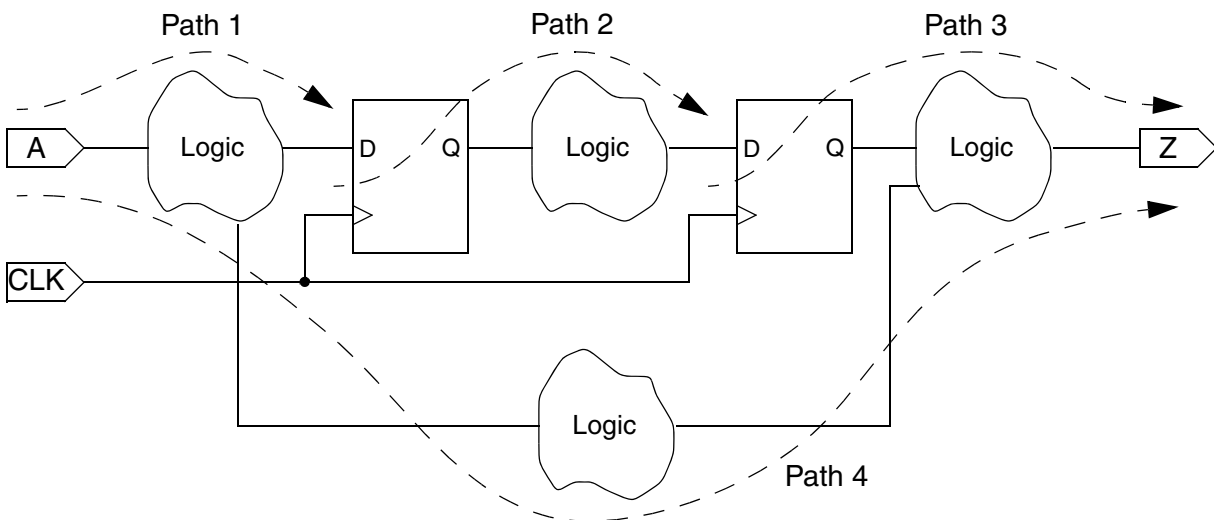 Path 1
Path 2
Path 3
A
Logic
D
Q
Logic
D
Q
Logic
Z
CLK
Logic
Path 4